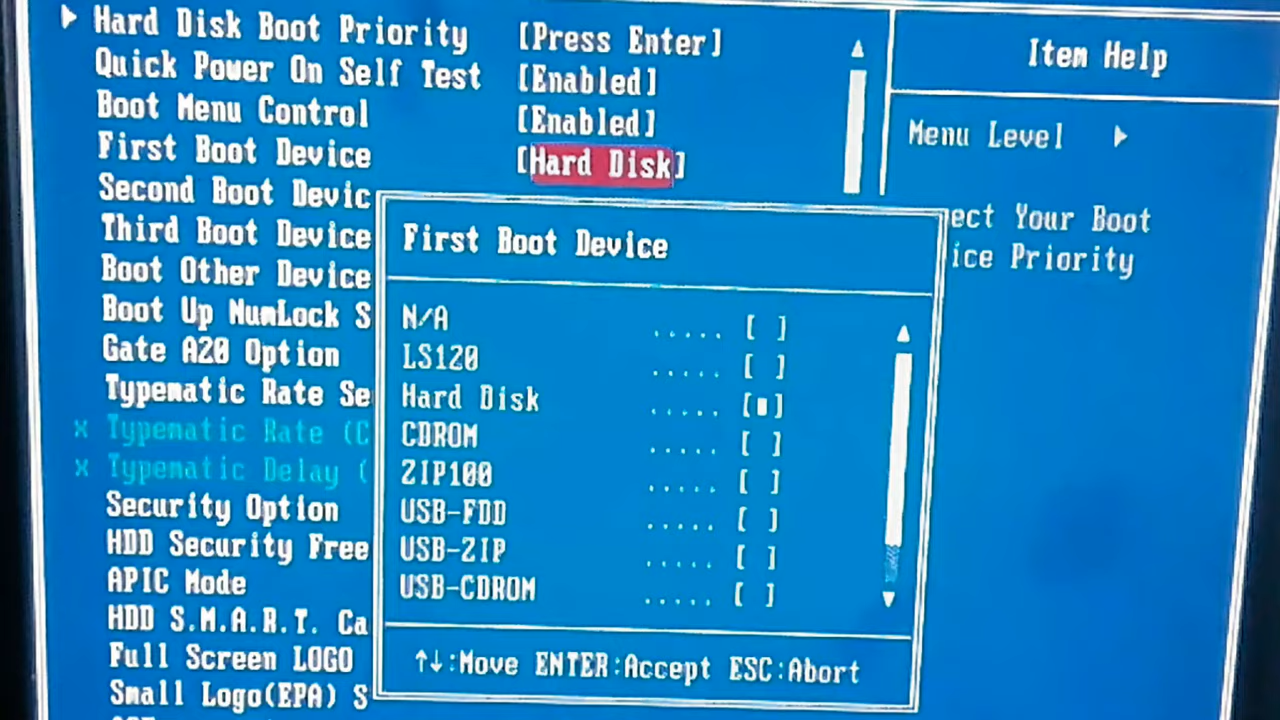 ▶ Hard Disk Boot Priority [Press Enter]
Quick Power On Self Test [Enabled]
Boot Menu Control [Enabled]
First Boot Device [Hard Disk]
Second Boot Devic
Third Boot Device
Boot Other Device
Boot Up NumLock S
Gate A20 Option
Typematic Rate Se
x Typematic Rate (C
x Typematic Delay (
Security Option
HDD Security Free
APIC Mode
HDD S.M.A.R.T. Ca
Full Screen LOGO
Small Logo(EPA) S
First Boot Device
N/A ..... [ ]
LS120 ..... [ ]
Hard Disk ..... [■]
CDROM ..... [ ]
ZIP100 ..... [ ]
USB-FDD ..... [ ]
USB-ZIP ..... [ ]
USB-CDROM ..... [ ]
↑↓:Move ENTER:Accept ESC:Abort
Item Help
Menu Level ▶
ect Your Boot
ice Priority